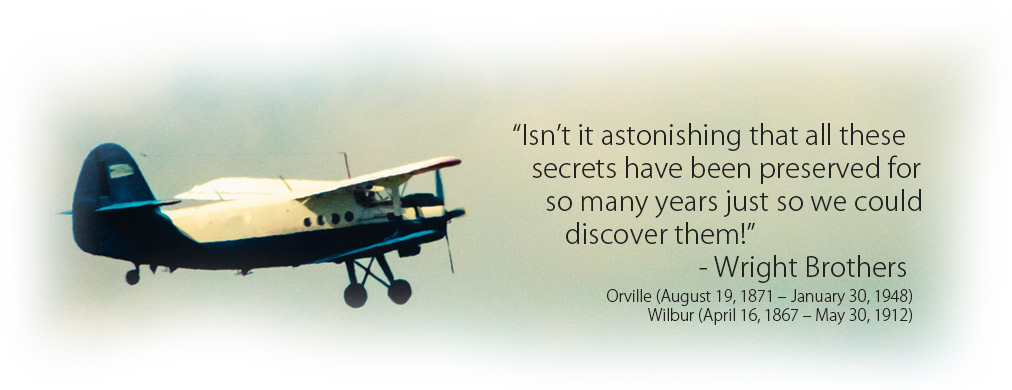 “Isn’t it astonishing that all these
secrets have been preserved for
so many years just so we could
discover them!”
- Wright Brothers
Orville (August 19, 1871 – January 30, 1948)
Wilbur (April 16, 1867 – May 30, 1912)